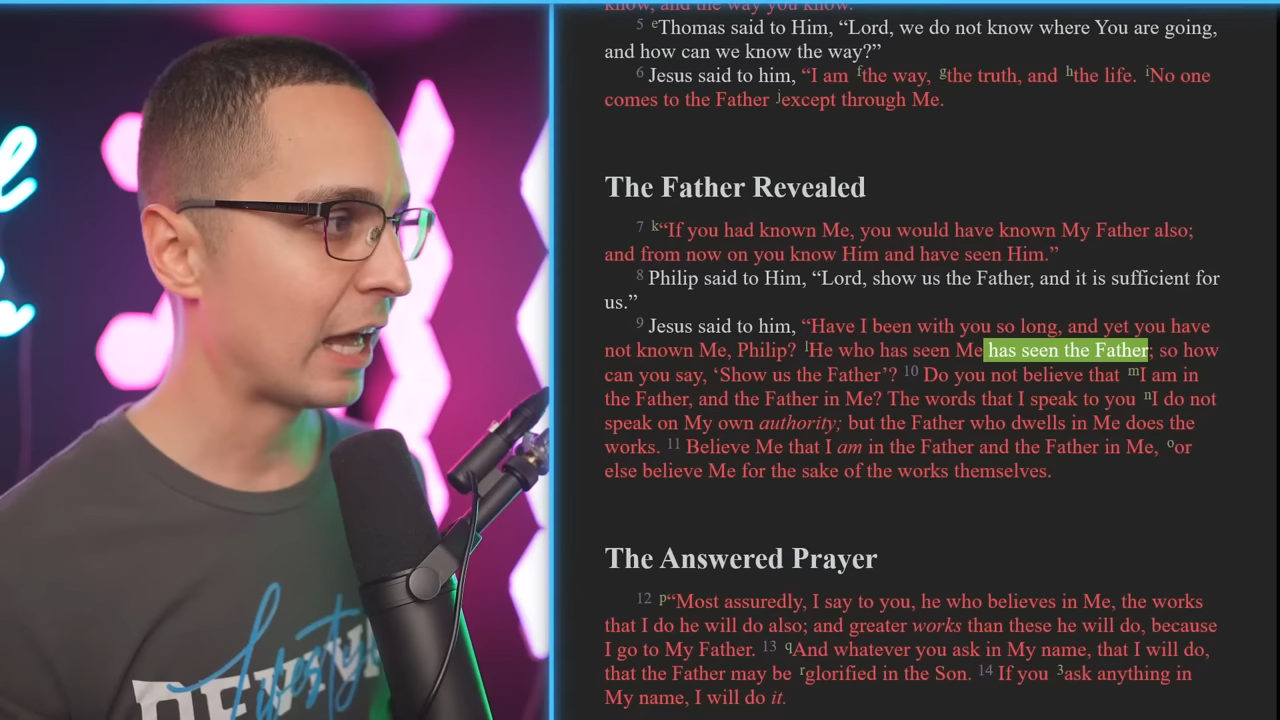 know, and the way you know.
5 eThomas said to Him, “Lord, we do not know where You are going,
and how can we know the way?”
6 Jesus said to him, “I am fthe way, gthe truth, and hthe life. iNo one
comes to the Father jexcept through Me.
The Father Revealed
7 k“If you had known Me, you would have known My Father also;
and from now on you know Him and have seen Him.”
8 Philip said to Him, “Lord, show us the Father, and it is sufficient for
us.”
9 Jesus said to him, “Have I been with you so long, and yet you have
not known Me, Philip? lHe who has seen Me has seen the Father; so how
can you say, ‘Show us the Father’? 10 Do you not believe that mI am in
the Father, and the Father in Me? The words that I speak to you nI do not
speak on My own authority; but the Father who dwells in Me does the
works. 11 Believe Me that I am in the Father and the Father in Me, oor
else believe Me for the sake of the works themselves.
The Answered Prayer
12 p“Most assuredly, I say to you, he who believes in Me, the works
that I do he will do also; and greater works than these he will do, because
I go to My Father. 13 qAnd whatever you ask in My name, that I will do,
that the Father may be rglorified in the Son. 14 If you 3ask anything in
My name, I will do it.
Lifestyle